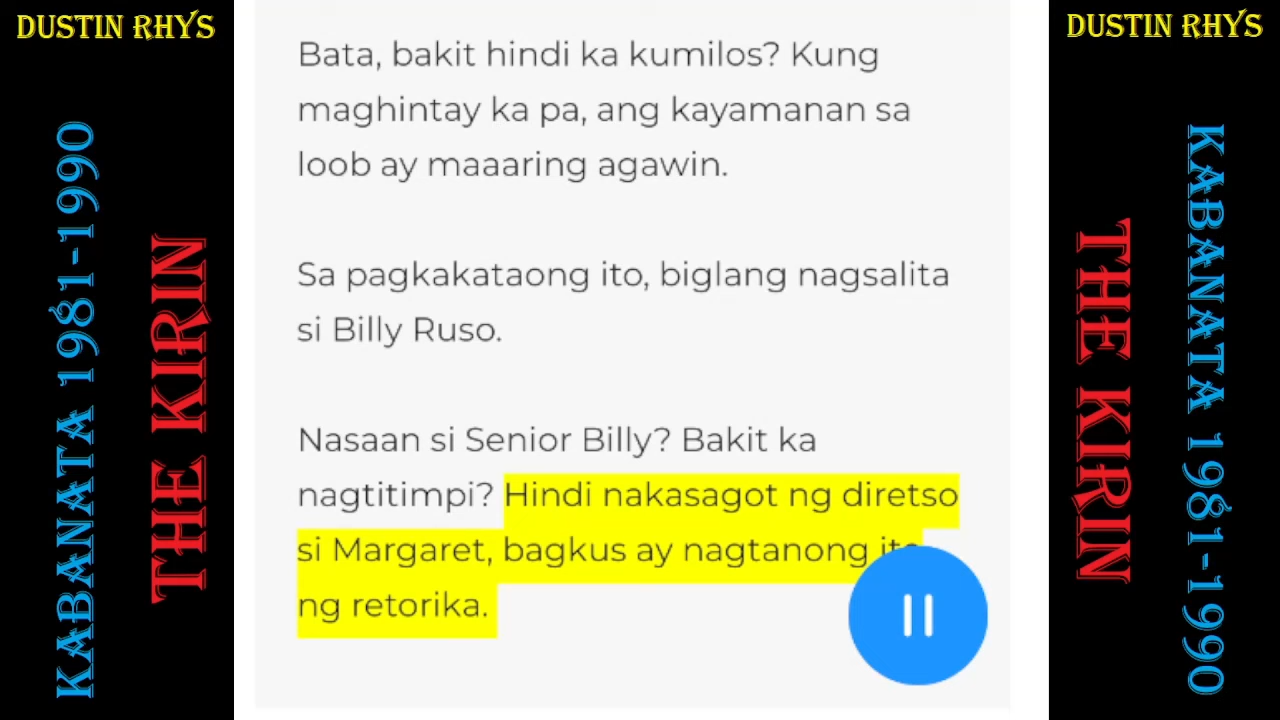 DUSTIN RHYS
KABANATA 1981-1990
THE KIRIN
Bata, bakit hindi ka kumilos? Kung
maghintay ka pa, ang kayamanan sa
loob ay maaaring agawin.
Sa pagkakataong ito, biglang nagsalita
si Billy Ruso.
Nasaan si Senior Billy? Bakit ka
nagtitimpi? Hindi nakasagot ng diretso
si Margaret, bagkus ay nagtanong ito
ng retorika.
DUSTIN RHYS
THE KIRIN
KABANATA 1981-1990